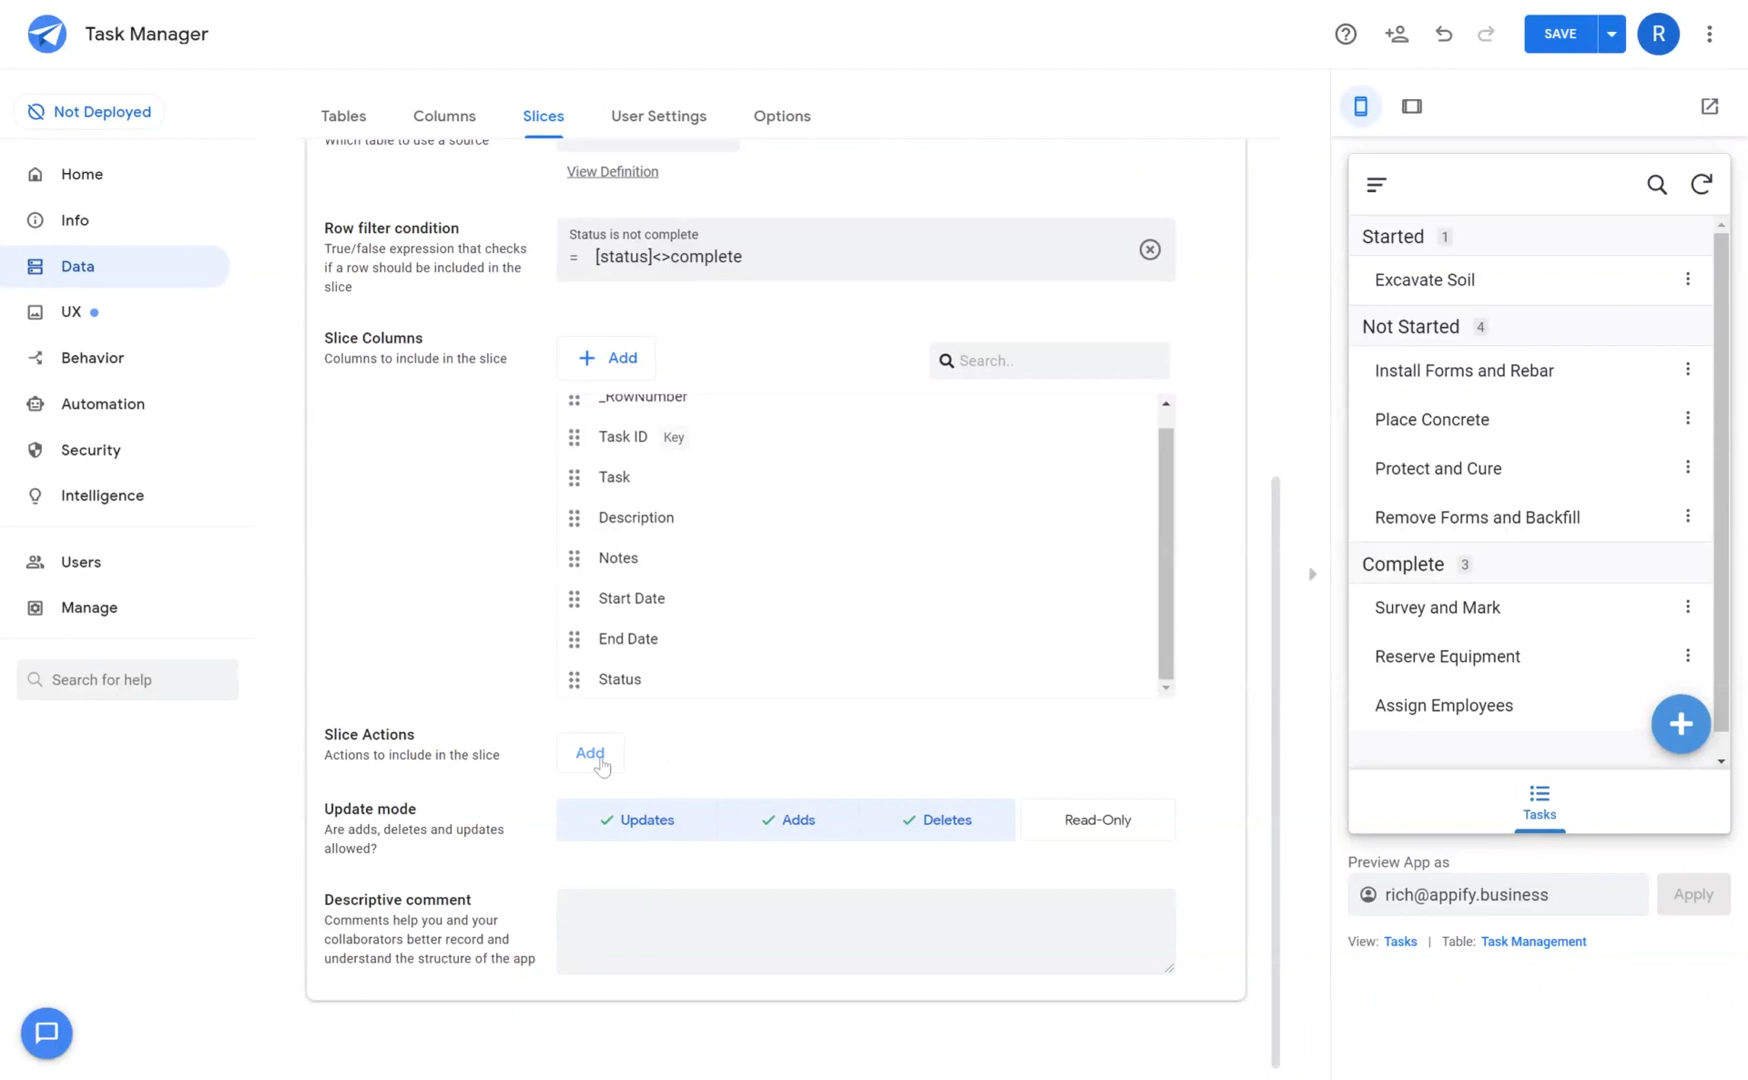 Task Manager
SAVE
R
Not Deployed
Home
Info
Data
UX
Behavior
Automation
Security
Intelligence
Users
Manage
Search for help
Tables
Columns
Slices
User Settings
Options
Which table to use a source
View Definition
Row filter condition
True/false expression that checks
if a row should be included in the
slice
Status is not complete
= [status]<>complete
Slice Columns
Columns to include in the slice
+ Add
Search..
_RowNumber
Task ID Key
Task
Description
Notes
Start Date
End Date
Status
Slice Actions
Actions to include in the slice
Add
Update mode
Are adds, deletes and updates
allowed?
Updates
Adds
Deletes
Read-Only
Descriptive comment
Comments help you and your
collaborators better record and
understand the structure of the app
Started 1
Excavate Soil
Not Started 4
Install Forms and Rebar
Place Concrete
Protect and Cure
Remove Forms and Backfill
Complete 3
Survey and Mark
Reserve Equipment
Assign Employees
Tasks
Preview App as
rich@appify.business
Apply
View: Tasks | Table: Task Management